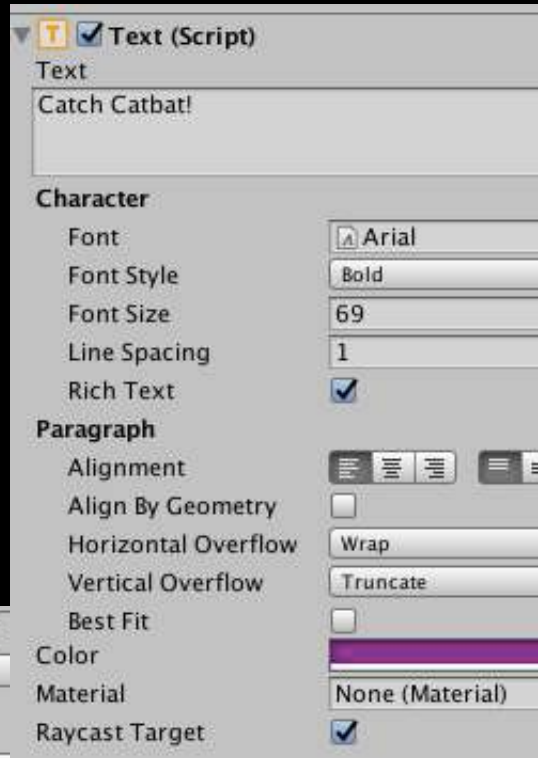 T Text (Script)
Text
Catch Catbat!
Character
Font Arial
Font Style Bold
Font Size 69
Line Spacing 1
Rich Text
Paragraph
Alignment
Align By Geometry
Horizontal Overflow Wrap
Vertical Overflow Truncate
Best Fit
Color
Material None (Material)
Raycast Target